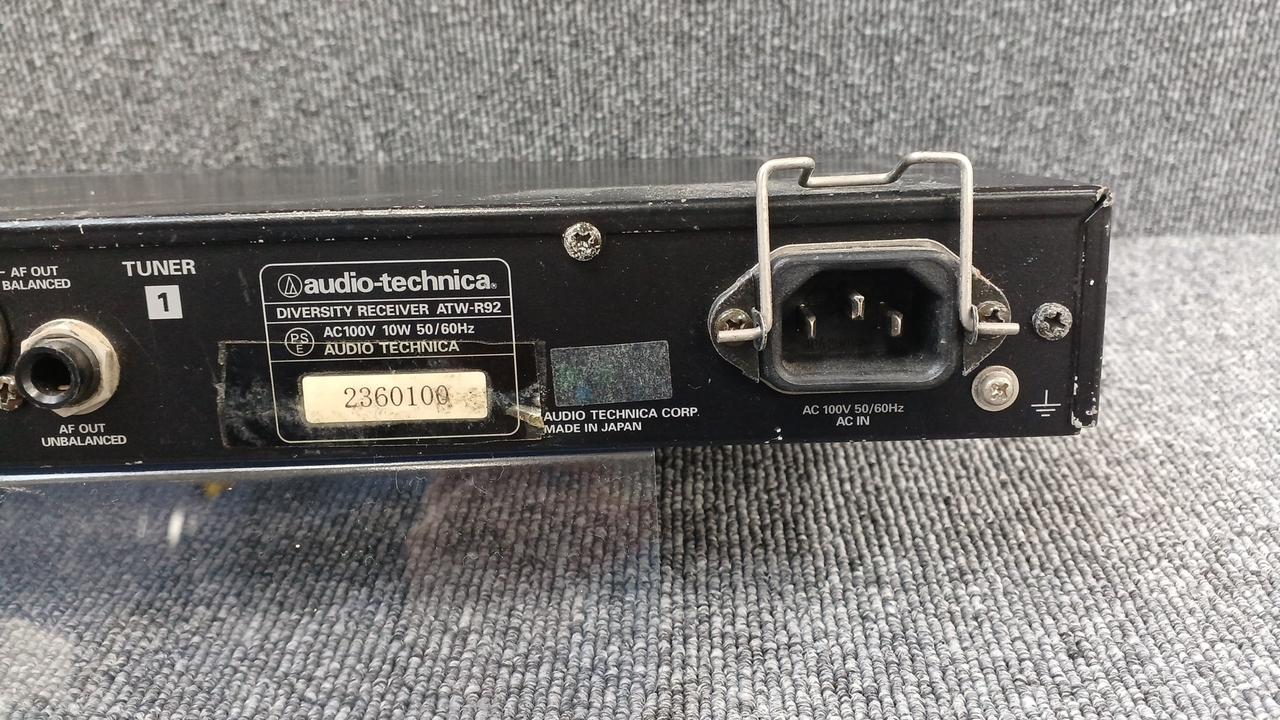 AF OUT
BALANCED
TUNER
1
AF OUT
UNBALANCED
audio-technica®
DIVERSITY RECEIVER ATW-R92
PS
E
AC100V 10W 50/60Hz
AUDIO TECHNICA
2360100
AUDIO TECHNICA CORP.
MADE IN JAPAN
AC 100V 50/60Hz
AC IN